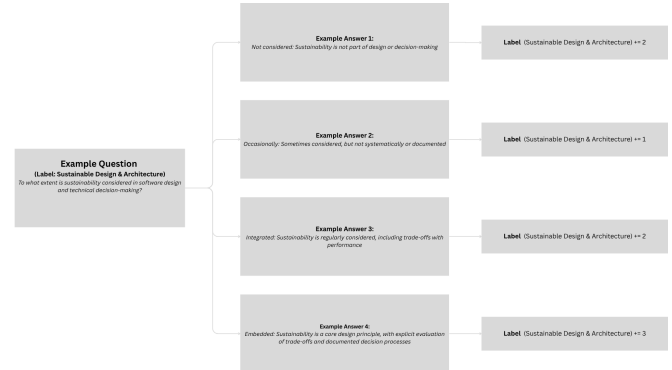 Example Question
(Label: Sustainable Design & Architecture)
To what extent is sustainability considered in software design
and technical decision-making?
Example Answer 1:
Not considered: Sustainability is not part of design or decision-making
Label (Sustainable Design & Architecture) += 2
Example Answer 2:
Occasionally: Sometimes considered, but not systematically or documented
Label (Sustainable Design & Architecture) += 1
Example Answer 3:
Integrated: Sustainability is regularly considered, including trade-offs with
performance
Label (Sustainable Design & Architecture) += 2
Example Answer 4:
Embedded: Sustainability is a core design principle, with explicit evaluation
of trade-offs and documented decision processes
Label (Sustainable Design & Architecture) += 3